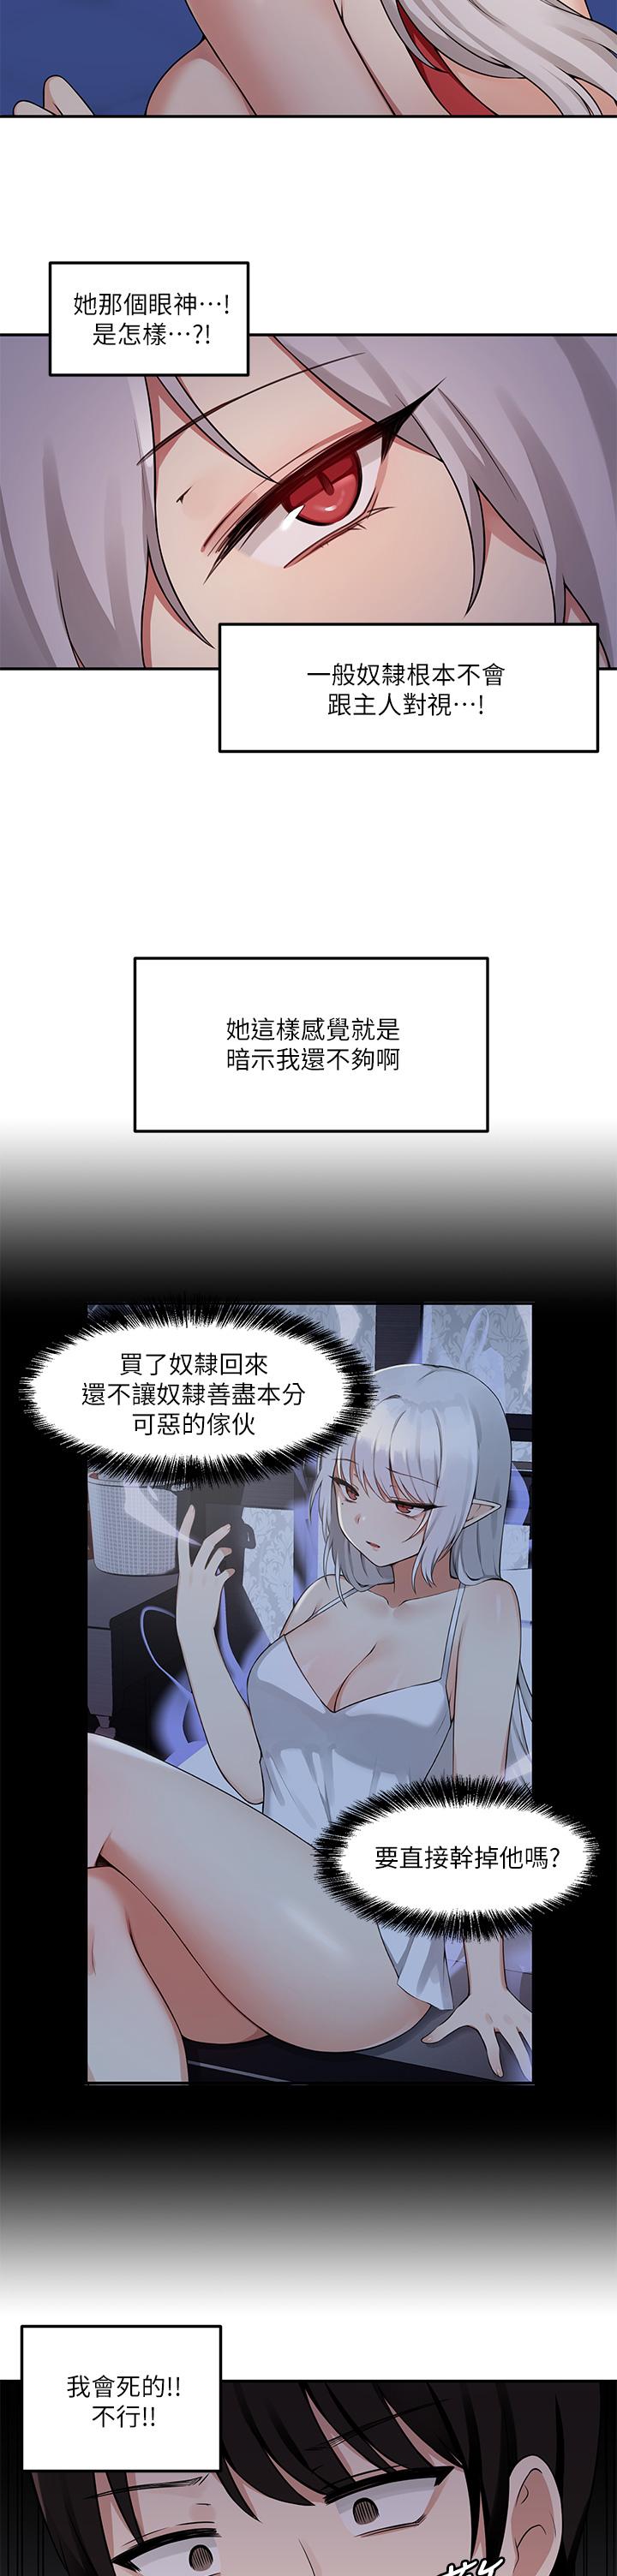 她那個眼神…!
是怎樣…?!
一般奴隸根本不會
跟主人對視…!
她這樣感覺就是
暗示我還不夠啊
買了奴隸回來
還不讓奴隸善盡本分
可惡的傢伙
要直接幹掉他嗎?
我會死的!!
不行!!